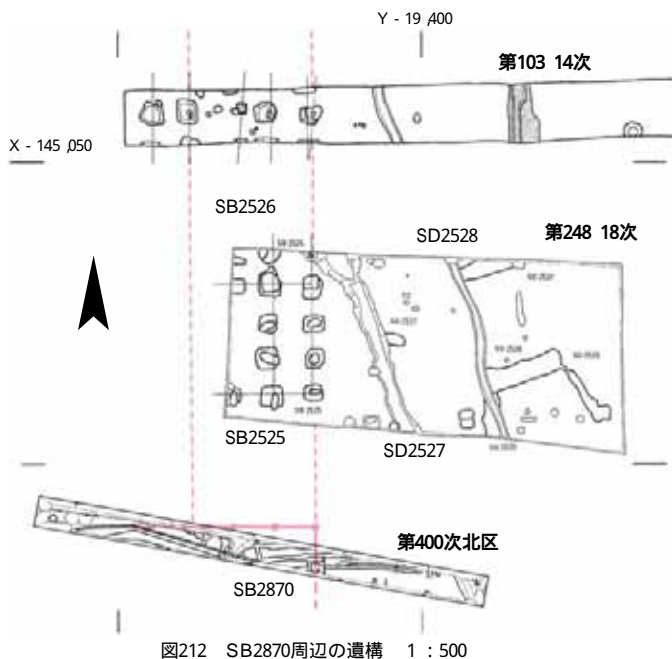 Y - 19,400
第103 14次
X - 145,050
SB2526
SD2528
第248 18次
SB2525
SD2527
第400次北区
SB2870
図212 SB2870周辺の遺構 1：500